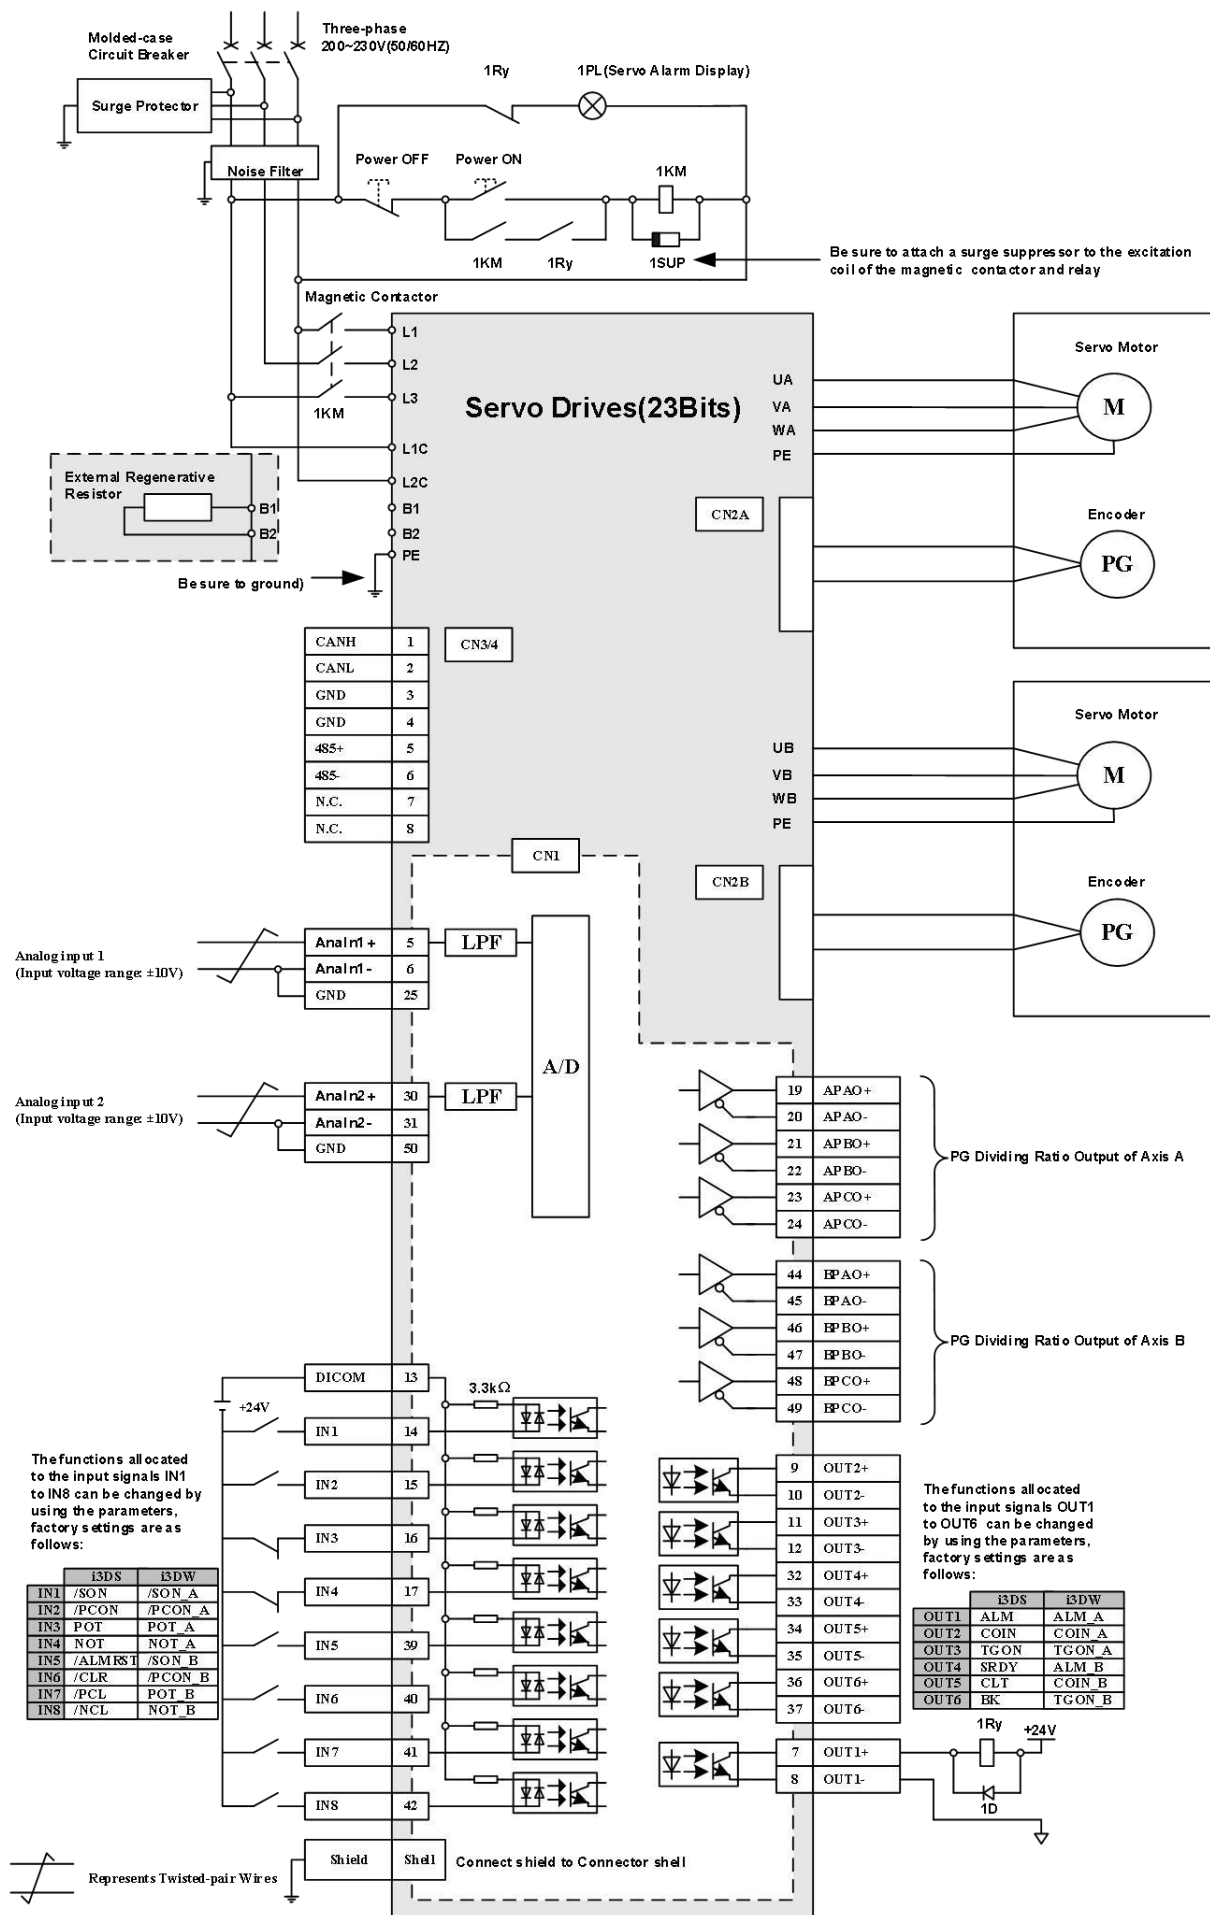 Molded-case
Circuit Breaker
Three-phase
200~230V(50/60HZ)
Surge Protector
Noise Filter
1Ry
1PL(Servo Alarm Display)
Power OFF
Power ON
1KM
1KM
1Ry
1SUP
Be sure to attach a surge suppressor to the excitation
coil of the magnetic contactor and relay
Magnetic Contactor
1KM
L1
L2
L3
L1C
L2C
B1
B2
PE
Servo Drives(23Bits)
External Regenerative
Resistor
B1
B2
Be sure to ground)
UA
VA
WA
PE
Servo Motor
M
CN2A
Encoder
PG
CANH 1
CANL 2
GND 3
GND 4
485+ 5
485- 6
N.C. 7
N.C. 8
CN3/4
UB
VB
WB
PE
Servo Motor
M
CN2B
Encoder
PG
CN1
Analog input 1
(Input voltage range: ±10V)
AnaIn1+ 5
AnaIn1- 6
GND 25
LPF
A/D
Analog input 2
(Input voltage range: ±10V)
AnaIn2+ 30
AnaIn2- 31
GND 50
LPF
19 APAO+
20 APAO-
21 APBO+
22 APBO-
23 APCO+
24 APCO-
PG Dividing Ratio Output of Axis A
44 BPAO+
45 BPAO-
46 BPBO+
47 BPBO-
48 BPCO+
49 BPCO-
PG Dividing Ratio Output of Axis B
DICOM 13
+24V
3.3kΩ
IN1 14
IN2 15
IN3 16
IN4 17
IN5 39
IN6 40
IN7 41
IN8 42
The functions allocated
to the input signals IN1
to IN8 can be changed by
using the parameters,
factory settings are as
follows:
i3DS i3DW
IN1 /SON /SON_A
IN2 /PCON /PCON_A
IN3 POT POT_A
IN4 NOT NOT_A
IN5 /ALMRST /SON_B
IN6 /CLR /PCON_B
IN7 /PCL POT_B
IN8 /NCL NOT_B
9 OUT2+
10 OUT2-
11 OUT3+
12 OUT3-
32 OUT4+
33 OUT4-
34 OUT5+
35 OUT5-
36 OUT6+
37 OUT6-
7 OUT1+
8 OUT1-
The functions allocated
to the input signals OUT1
to OUT6 can be changed
by using the parameters,
factory settings are as
follows:
i3DS i3DW
OUT1 ALM ALM_A
OUT2 COIN COIN_A
OUT3 TGON TGON_A
OUT4 SRDY ALM_B
OUT5 CLT COIN_B
OUT6 BK TGON_B
1Ry
+24V
1D
Shield Shell
Connect shield to Connector shell
Represents Twisted-pair Wires